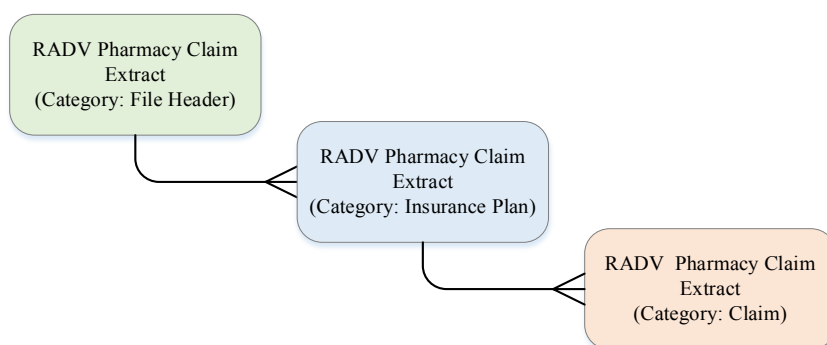 RADV Pharmacy Claim
Extract
(Category: File Header)
RADV Pharmacy Claim
Extract
(Category: Insurance Plan)
RADV  Pharmacy Claim
Extract
(Category: Claim)